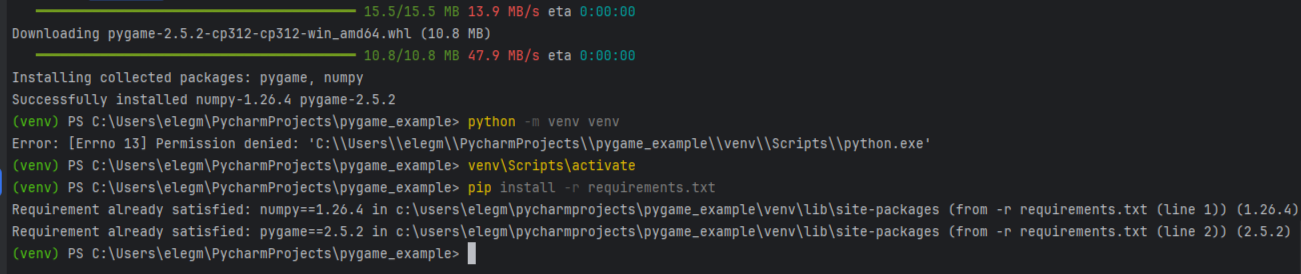 15.5/15.5 MB 13.9 MB/s eta 0:00:00
Downloading pygame-2.5.2-cp312-cp312-win_amd64.whl (10.8 MB)
10.8/10.8 MB 47.9 MB/s eta 0:00:00
Installing collected packages: pygame, numpy
Successfully installed numpy-1.26.4 pygame-2.5.2
(venv) PS C:\Users\elegm\PycharmProjects\pygame_example> python -m venv venv
Error: [Errno 13] Permission denied: 'C:\\Users\\elegm\\PycharmProjects\\pygame_example\\venv\\Scripts\\python.exe'
(venv) PS C:\Users\elegm\PycharmProjects\pygame_example> venv\Scripts\activate
(venv) PS C:\Users\elegm\PycharmProjects\pygame_example> pip install -r requirements.txt
Requirement already satisfied: numpy==1.26.4 in c:\users\elegm\pycharmprojects\pygame_example\venv\lib\site-packages (from -r requirements.txt (line 1)) (1.26.4)
Requirement already satisfied: pygame==2.5.2 in c:\users\elegm\pycharmprojects\pygame_example\venv\lib\site-packages (from -r requirements.txt (line 2)) (2.5.2)
(venv) PS C:\Users\elegm\PycharmProjects\pygame_example>